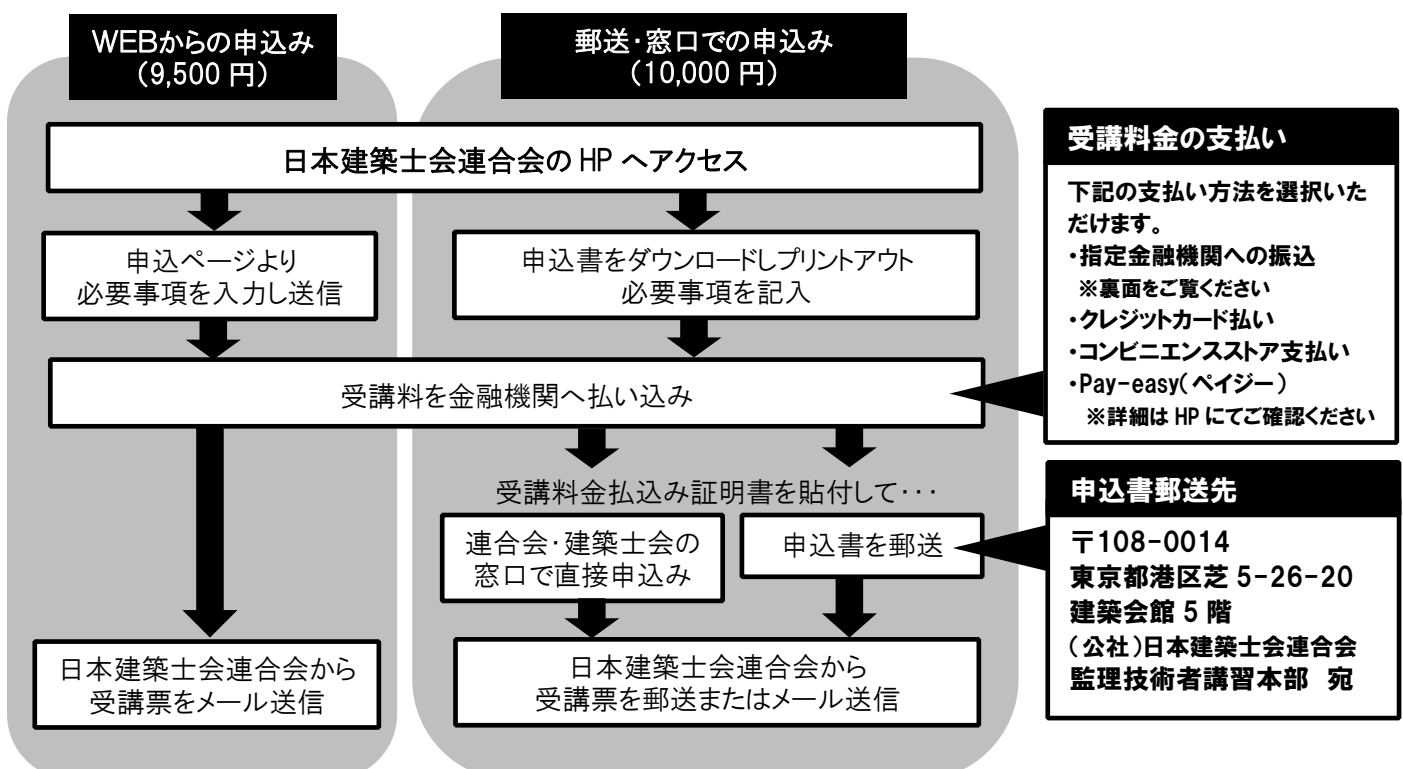 WEBからの申込み
(9,500 円)
郵送・窓口での申込み
(10,000 円)
日本建築士会連合会の HP へアクセス
申込ページより
必要事項を入力し送信
申込書をダウンロードしプリントアウト
必要事項を記入
受講料を金融機関へ払い込み
受講料金払込み証明書を貼付して・・・
連合会・建築士会の
窓口で直接申込み
申込書を郵送
日本建築士会連合会から
受講票をメール送信
日本建築士会連合会から
受講票を郵送またはメール送信
受講料金の支払い
下記の支払い方法を選択いた
だけます。
・指定金融機関への振込
※裏面をご覧ください
・クレジットカード払い
・コンビニエンスストア支払い
・Pay-easy(ペイジー)
※詳細は HP にてご確認ください
申込書郵送先
〒108-0014
東京都港区芝 5-26-20
建築会館 5 階
(公社)日本建築士会連合会
監理技術者講習本部 宛